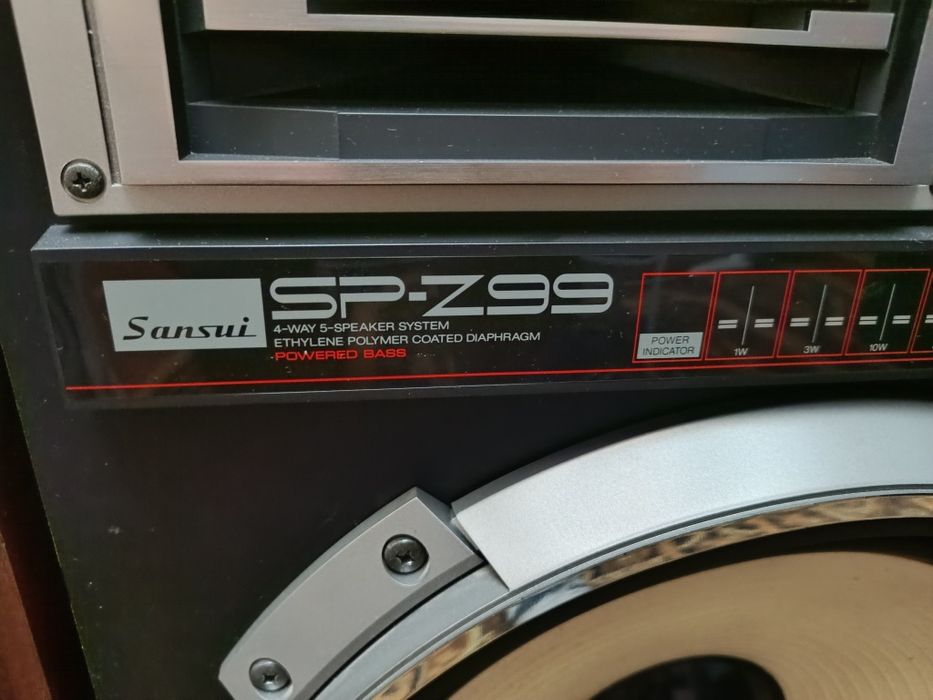 Sansui
SP-Z99
4-WAY 5-SPEAKER SYSTEM
ETHYLENE POLYMER COATED DIAPHRAGM
POWERED BASS
POWER
INDICATOR
1W
3W
10W